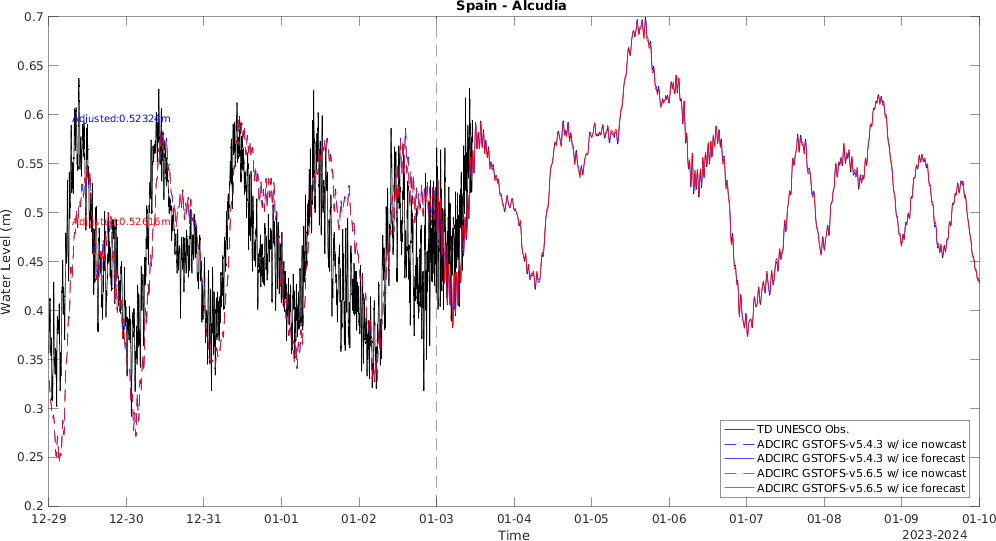 Spain - Alcudia
Water Level (m)
0.7
0.65
0.6
0.55
0.5
0.45
0.4
0.35
0.3
0.25
0.2
Adjusted:0.52324m
Adjusted:0.52616m
TD UNESCO Obs.
ADCIRC GSTOFS-v5.4.3 w/ ice nowcast
ADCIRC GSTOFS-v5.4.3 w/ ice forecast
ADCIRC GSTOFS-v5.6.5 w/ ice nowcast
ADCIRC GSTOFS-v5.6.5 w/ ice forecast
12-29 12-30 12-31 01-01 01-02 01-03 01-04 01-05 01-06 01-07 01-08 01-09 01-10
Time
2023-2024